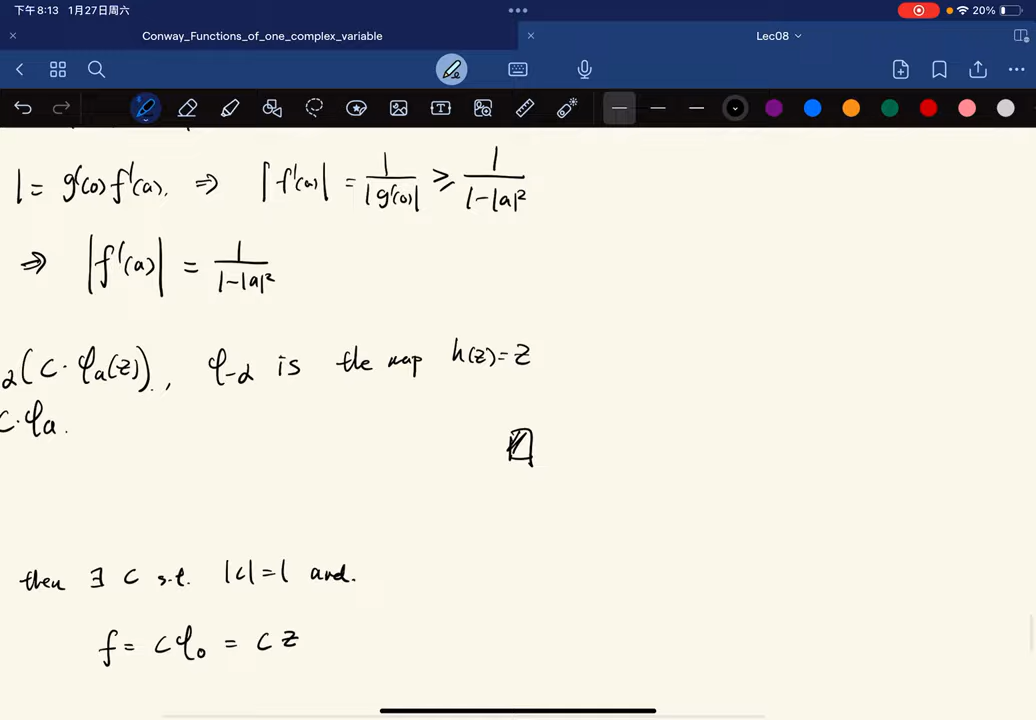 下午8:13 1月27日周六
20%
Conway_Functions_of_one_complex_variable
Lec08
1 = g'(0) f'(a). ⇒ |f'(a)| = 1/|g'(0)| ≥ 1/(1-|a|²)
⇒ |f'(a)| = 1/(1-|a|²)
₂(c·φₐ(z))., φ₋α is the map h(z)=z
c·φₐ.
then ∃ c s.t. |c|=1 and.
f = cφ₀ = cz